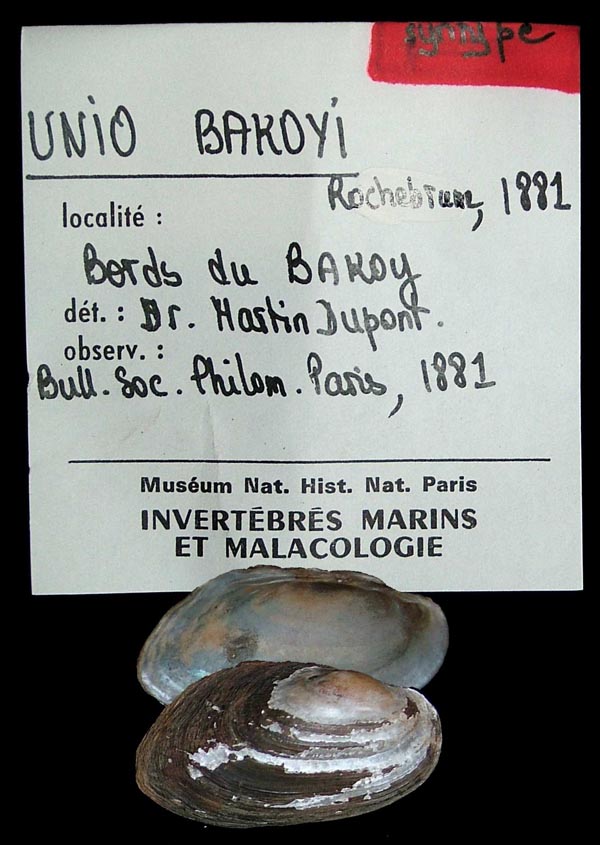 syntype
UNIO BAKOYI
Rochebrune, 1881
localité :
Bords du BAKOY
dét. : Dr. Martin Dupont.
observ. :
Bull. Soc. Philom. Paris, 1881
Muséum Nat. Hist. Nat. Paris
INVERTÉBRÉS MARINS
ET MALACOLOGIE